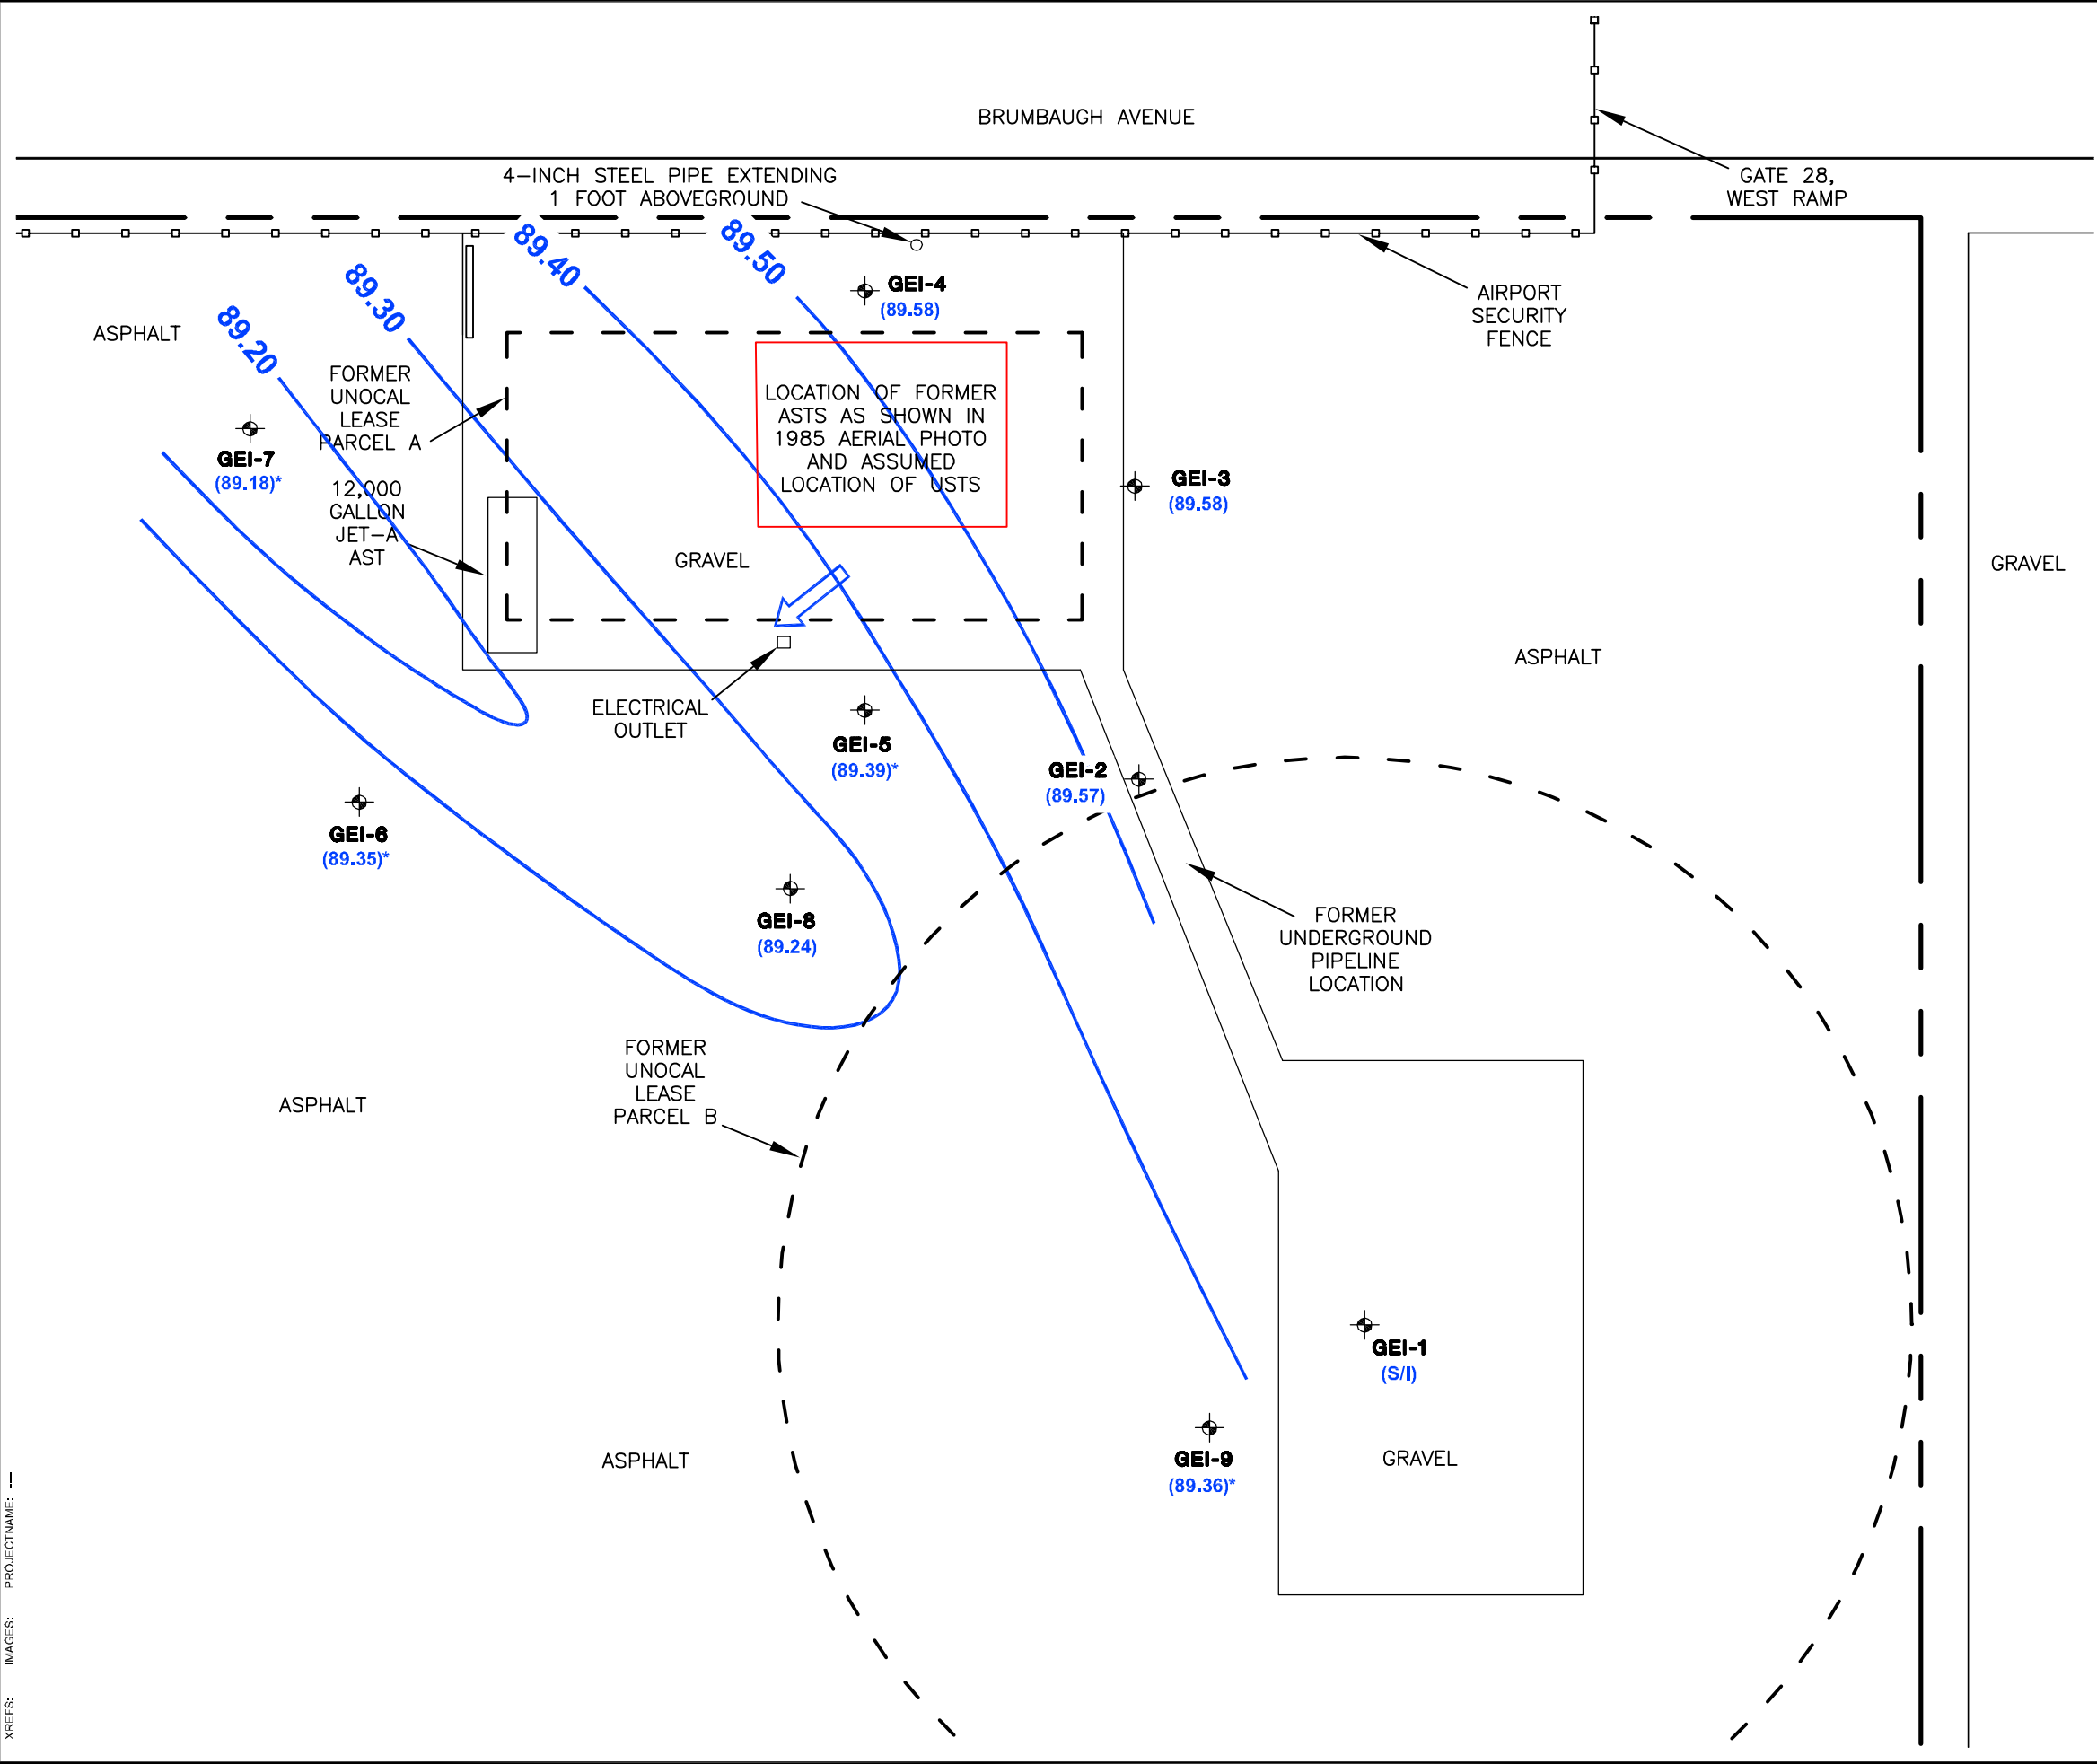 BRUMBAUGH AVENUE
4-INCH STEEL PIPE EXTENDING
1 FOOT ABOVEGROUND
GATE 28,
WEST RAMP
89.50
89.40
89.30
89.20
GEI-4
(89.58)
AIRPORT
SECURITY
FENCE
ASPHALT
FORMER
UNOCAL
LEASE
PARCEL A
LOCATION OF FORMER
ASTS AS SHOWN IN
1985 AERIAL PHOTO
AND ASSUMED
LOCATION OF USTS
GEI-7
(89.18)*
GEI-3
(89.58)
12,000
GALLON
JET-A
AST
GRAVEL
GRAVEL
ASPHALT
ELECTRICAL
OUTLET
GEI-5
(89.39)*
GEI-2
(89.57)
GEI-6
(89.35)*
GEI-8
(89.24)
FORMER
UNDERGROUND
PIPELINE
LOCATION
FORMER
UNOCAL
LEASE
PARCEL B
ASPHALT
GEI-1
(S/I)
ASPHALT
GEI-9
(89.36)*
GRAVEL
XREFS: IMAGES: PROJECTNAME: ---